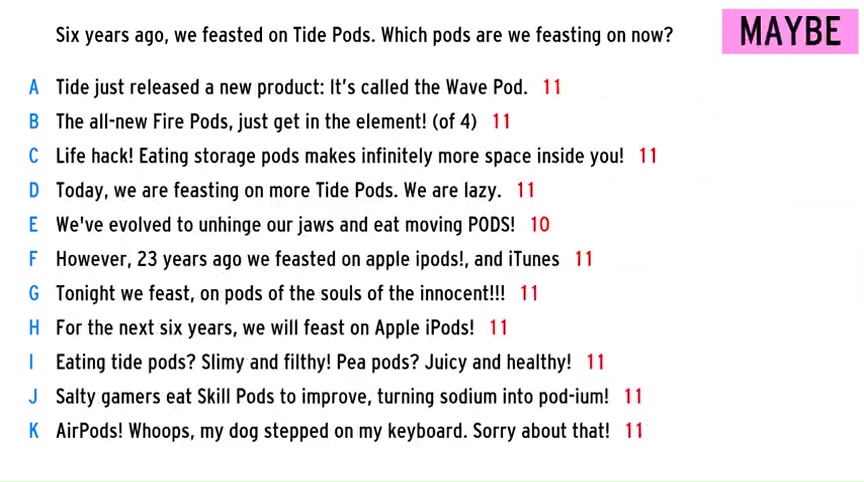 Six years ago, we feasted on Tide Pods. Which pods are we feasting on now?
MAYBE
A Tide just released a new product: It's called the Wave Pod. 11
B The all-new Fire Pods, just get in the element! (of 4) 11
C Life hack! Eating storage pods makes infinitely more space inside you! 11
D Today, we are feasting on more Tide Pods. We are lazy. 11
E We've evolved to unhinge our jaws and eat moving PODS! 10
F However, 23 years ago we feasted on apple ipods!, and iTunes 11
G Tonight we feast, on pods of the souls of the innocent!!! 11
H For the next six years, we will feast on Apple iPods! 11
I Eating tide pods? Slimy and filthy! Pea pods? Juicy and healthy! 11
J Salty gamers eat Skill Pods to improve, turning sodium into pod-ium! 11
K AirPods! Whoops, my dog stepped on my keyboard. Sorry about that! 11